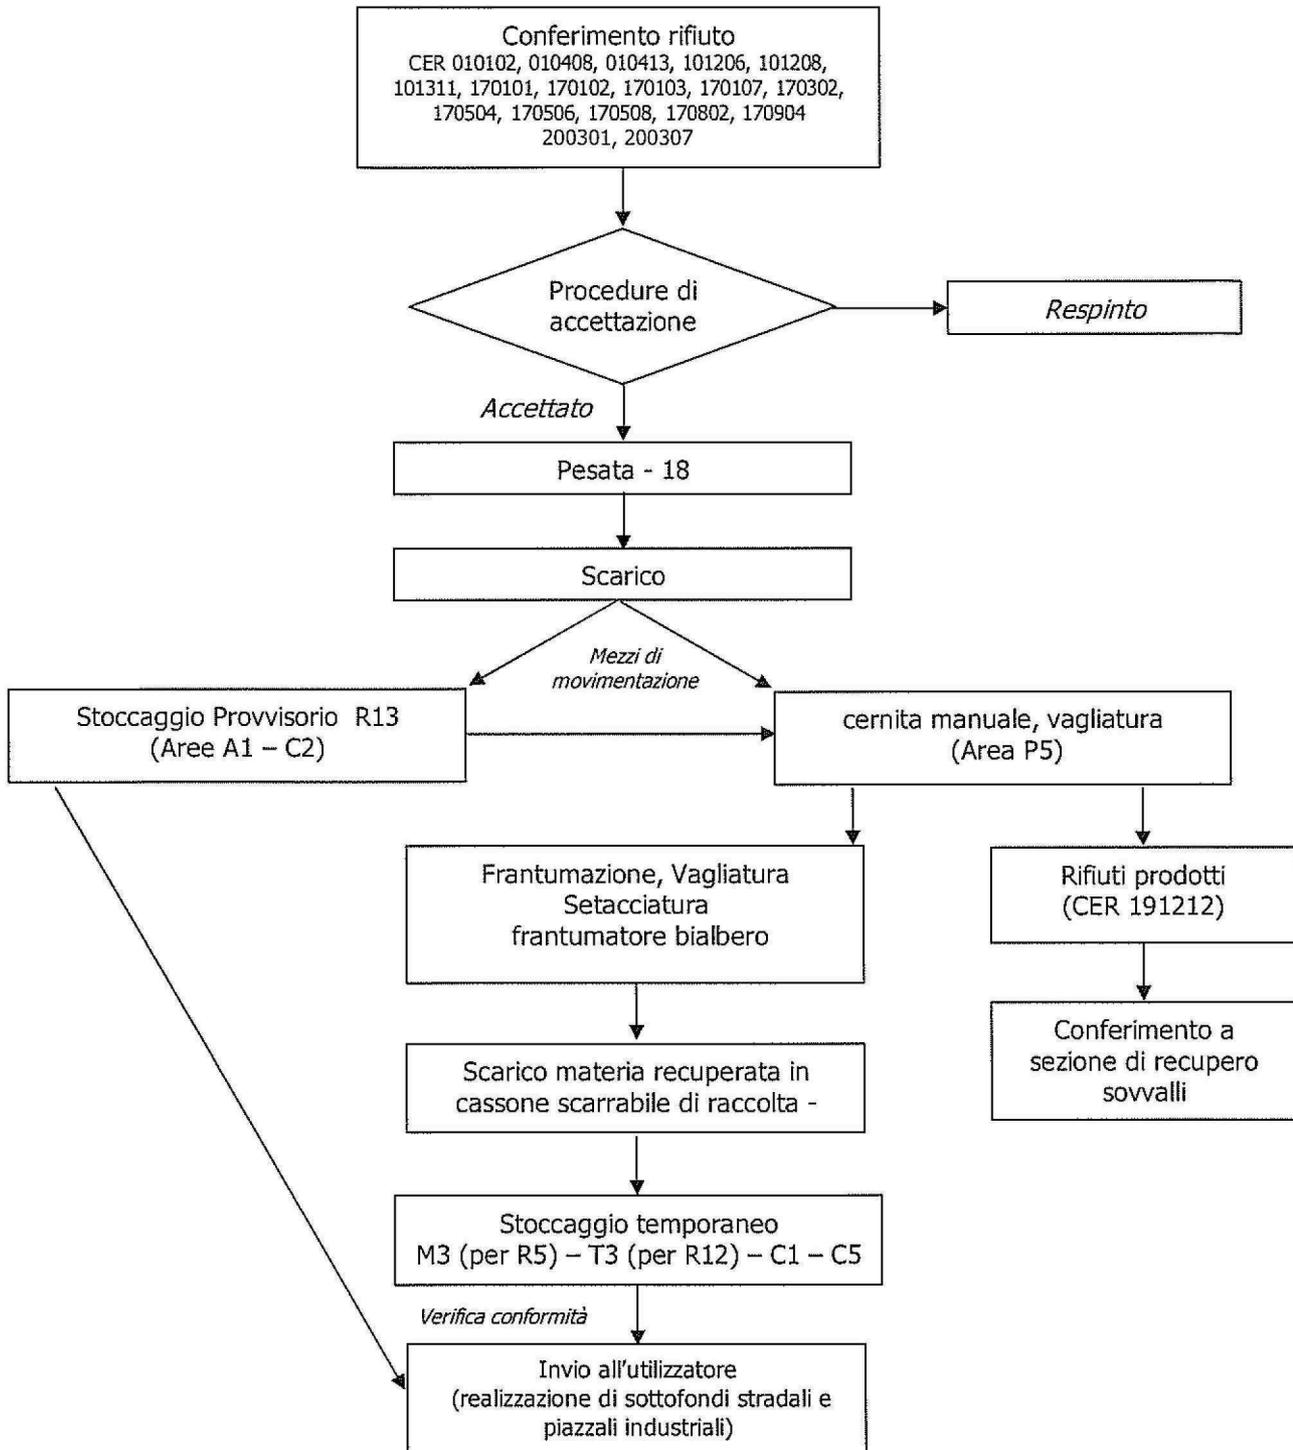 Conferimento rifiuto
CER 010102, 010408, 010413, 101206, 101208,
101311, 170101, 170102, 170103, 170107, 170302,
170504, 170506, 170508, 170802, 170904
200301, 200307
Procedure di
accettazione
Respinto
Accettato
Pesata - 18
Scarico
Mezzi di
movimentazione
Stoccaggio Provvisorio R13
(Aree A1 – C2)
cernita manuale, vagliatura
(Area P5)
Frantumazione, Vagliatura
Setacciatura
frantumatore bialbero
Rifiuti prodotti
(CER 191212)
Scarico materia recuperata in
cassone scarrabile di raccolta -
Conferimento a
sezione di recupero
sovvalli
Stoccaggio temporaneo
M3 (per R5) – T3 (per R12) – C1 – C5
Verifica conformità
Invio all'utilizzatore
(realizzazione di sottofondi stradali e
piazzali industriali)